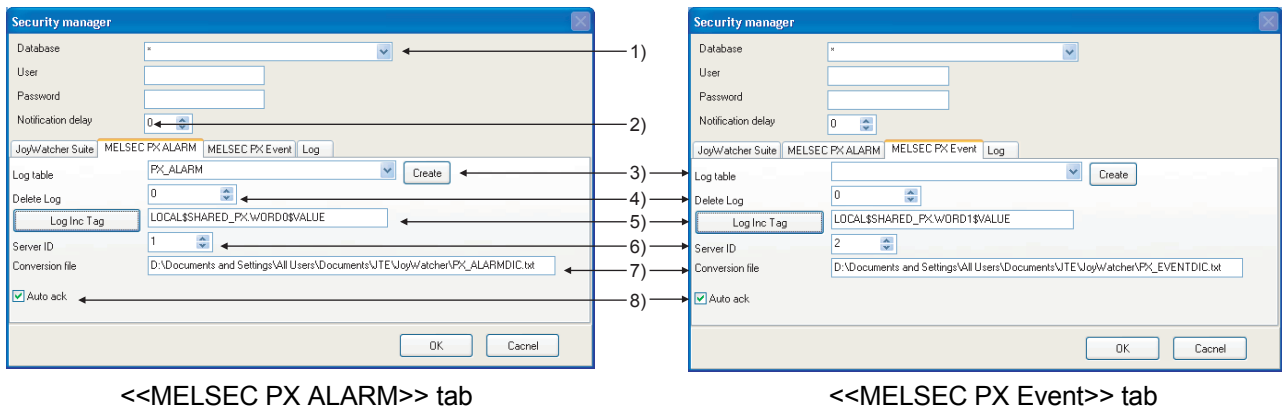 Security manager
Database
*
User
Password
Notification delay
0
JoyWatcher Suite
MELSEC PX ALARM
MELSEC PX Event
Log
Log table
PX_ALARM
Create
Delete Log
0
Log Inc Tag
LOCAL$SHARED_PX.WORD0$VALUE
Server ID
1
Conversion file
D:\Documents and Settings\All Users\Documents\JTE\JoyWatcher\PX_ALARMDIC.txt
Auto ack
OK
Cacnel
1)
2)
3)
4)
5)
6)
7)
8)
Security manager
Database
*
User
Password
Notification delay
0
JoyWatcher Suite
MELSEC PX ALARM
MELSEC PX Event
Log
Log table
Create
Delete Log
0
Log Inc Tag
LOCAL$SHARED_PX.WORD1$VALUE
Server ID
2
Conversion file
D:\Documents and Settings\All Users\Documents\JTE\JoyWatcher\PX_EVENTDIC.txt
Auto ack
OK
Cacnel
<<MELSEC PX ALARM>> tab
<<MELSEC PX Event>> tab